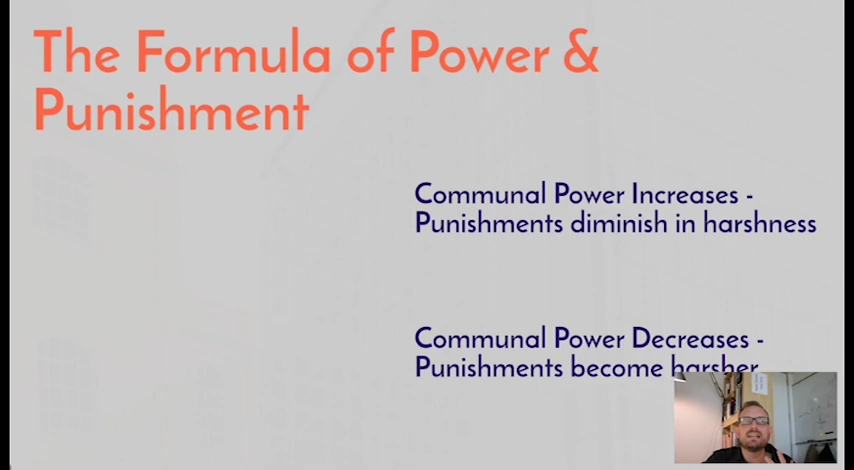 The Formula of Power &
Punishment
Communal Power Increases -
Punishments diminish in harshness
Communal Power Decreases -
Punishments become harsher